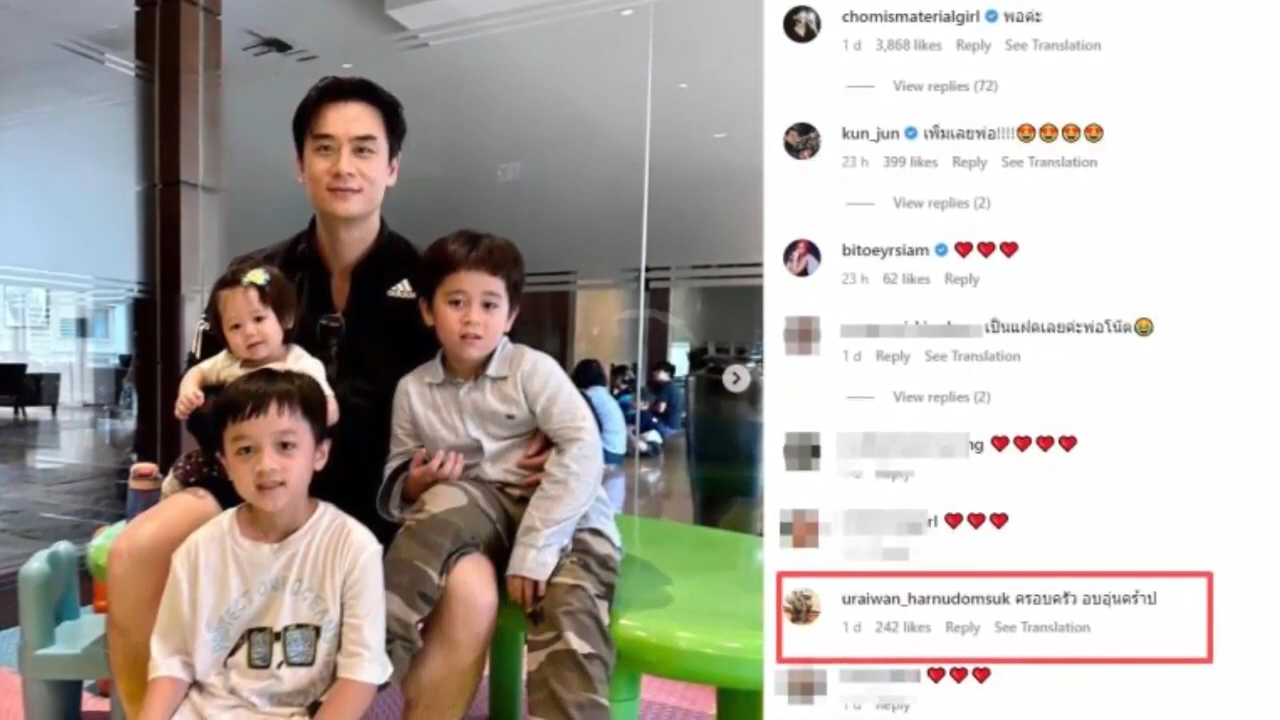 chomismaterialgirl พอค่ะ
1 d 3,868 likes Reply See Translation
View replies (72)
kun_jun เพิ่มเลยพ่อ!!!!😍😍😍😍
23 h 399 likes Reply See Translation
View replies (2)
bitoeyrsiam ❤️❤️❤️
23 h 62 likes Reply
เป็นแฝดเลยค่ะพ่อโน๊ต😂
1 d Reply See Translation
View replies (2)
❤️❤️❤️❤️
Reply
❤️❤️❤️
uraiwan_harnudomsuk ครอบครัว อบอุ่นคร้าป
1 d 242 likes Reply See Translation
❤️❤️❤️
1 d Reply
adidas